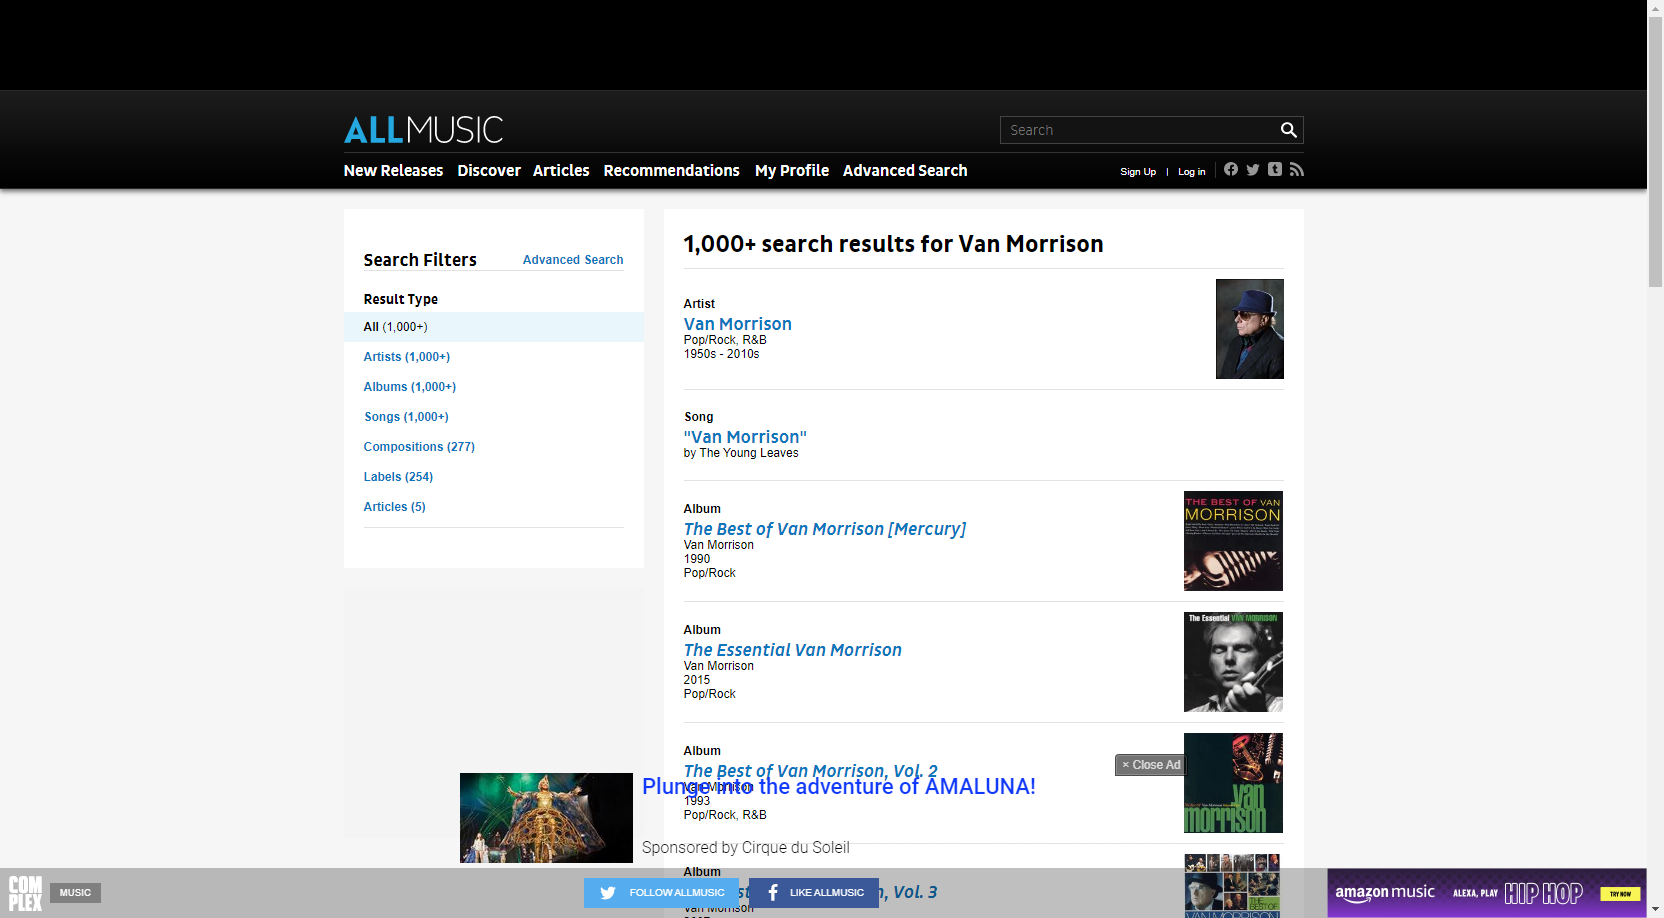 ALLMUSIC
Search
New Releases Discover Articles Recommendations My Profile Advanced Search
Sign Up | Log in
Search Filters
Advanced Search
Result Type
All (1,000+)
Artists (1,000+)
Albums (1,000+)
Songs (1,000+)
Compositions (277)
Labels (254)
Articles (5)
1,000+ search results for Van Morrison
Artist
Van Morrison
Pop/Rock, R&B
1950s - 2010s
Song
"Van Morrison"
by The Young Leaves
Album
The Best of Van Morrison [Mercury]
Van Morrison
1990
Pop/Rock
THE BEST OF VAN
MORRISON
Album
The Essential Van Morrison
Van Morrison
2015
Pop/Rock
The Essential VAN MORRISON
Album
The Best of Van Morrison, Vol. 2
Van Morrison
1993
Pop/Rock, R&B
van
morrison
× Close Ad
Plunge into the adventure of AMALUNA!
Sponsored by Cirque du Soleil
Album
Vol. 3
Van Morrison
THE BEST OF
VAN MORRISON
COMPLEX
MUSIC
FOLLOW ALLMUSIC
LIKE ALLMUSIC
amazon music
ALEXA, PLAY HIP HOP
TRY NOW